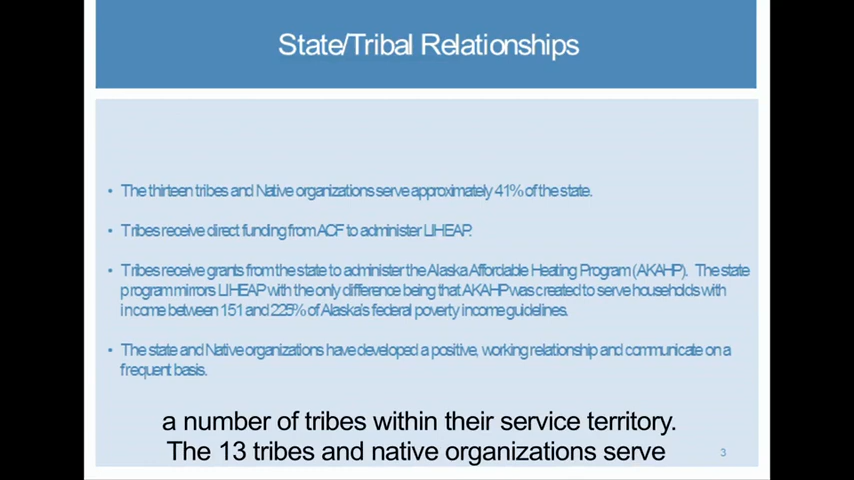 State/Tribal Relationships
• The thirteen tribes and Native organizations serve approximately 41% of the state.
• Tribes receive direct funding from ACF to administer LIHEAP.
• Tribes receive grants from the state to administer the Alaska Affordable Heating Program (AKAHP). The state
program mirrors LIHEAP with the only difference being that AKAHP was created to serve households with
income between 151 and 225% of Alaska's federal poverty income guidelines.
• The state and Native organizations have developed a positive, working relationship and communicate on a
frequent basis.
a number of tribes within their service territory.
The 13 tribes and native organizations serve
3